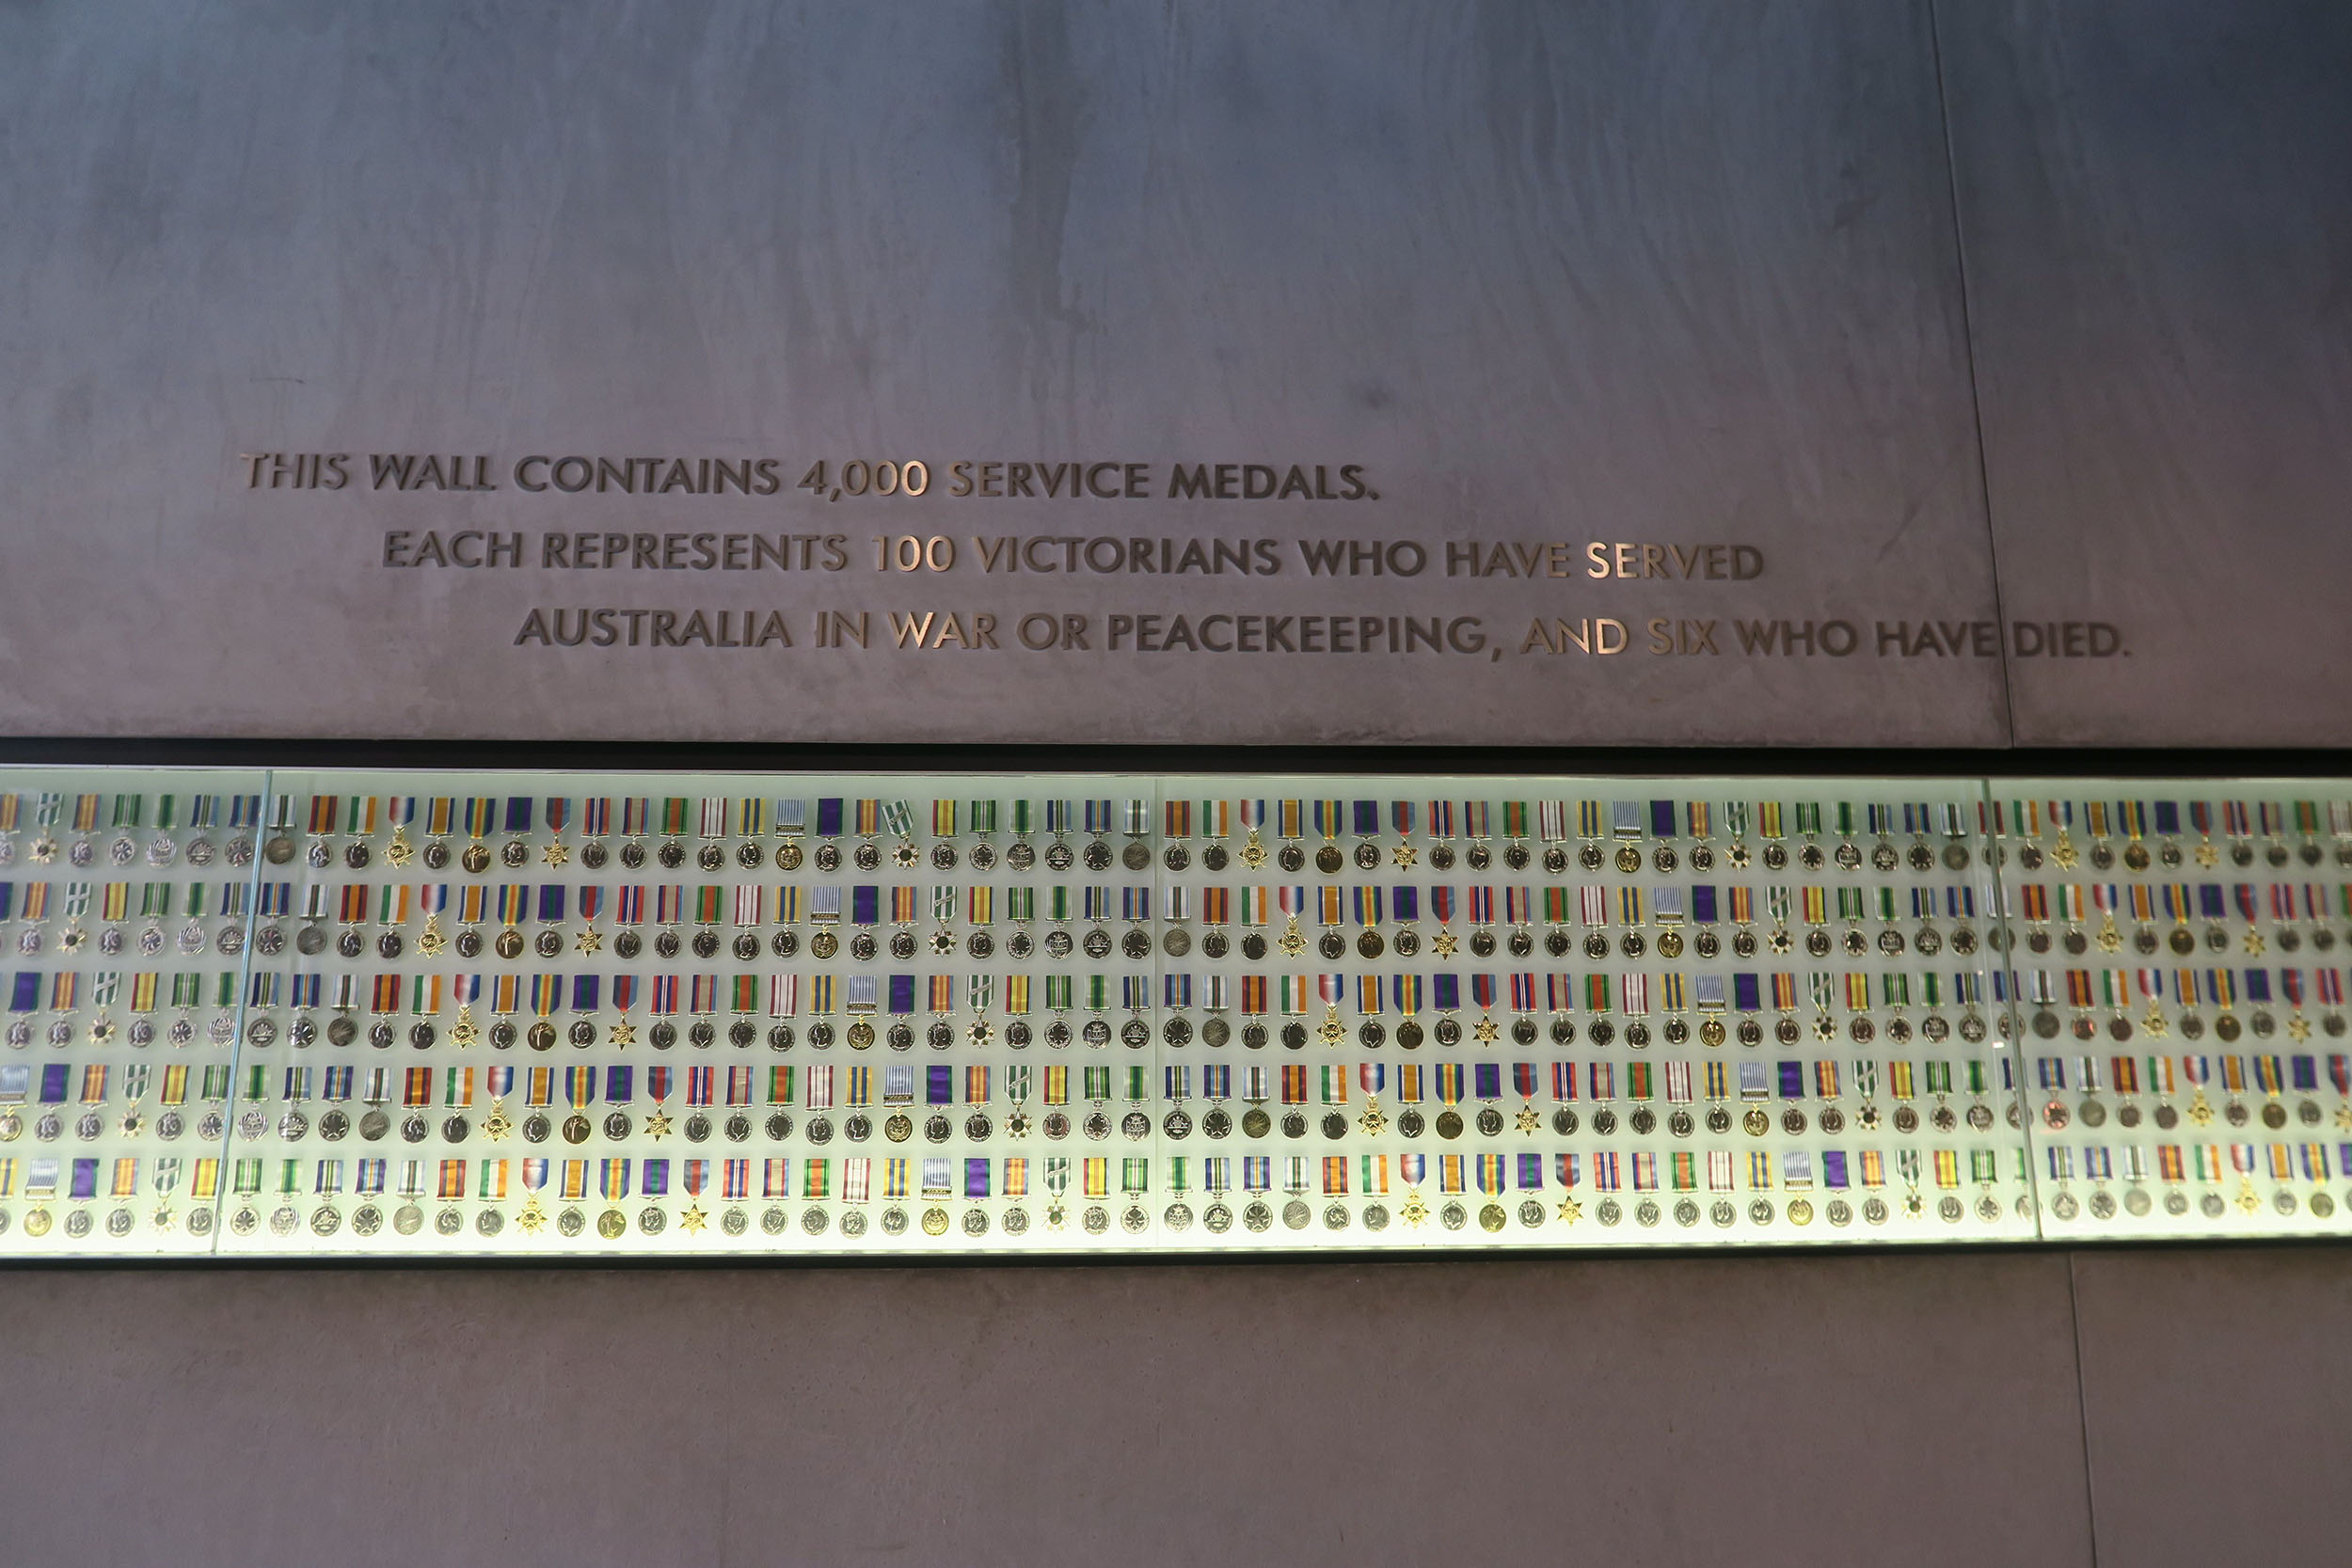 THIS WALL CONTAINS 4,000 SERVICE MEDALS.
EACH REPRESENTS 100 VICTORIANS WHO HAVE SERVED
AUSTRALIA IN WAR OR PEACEKEEPING, AND SIX WHO HAVE DIED.